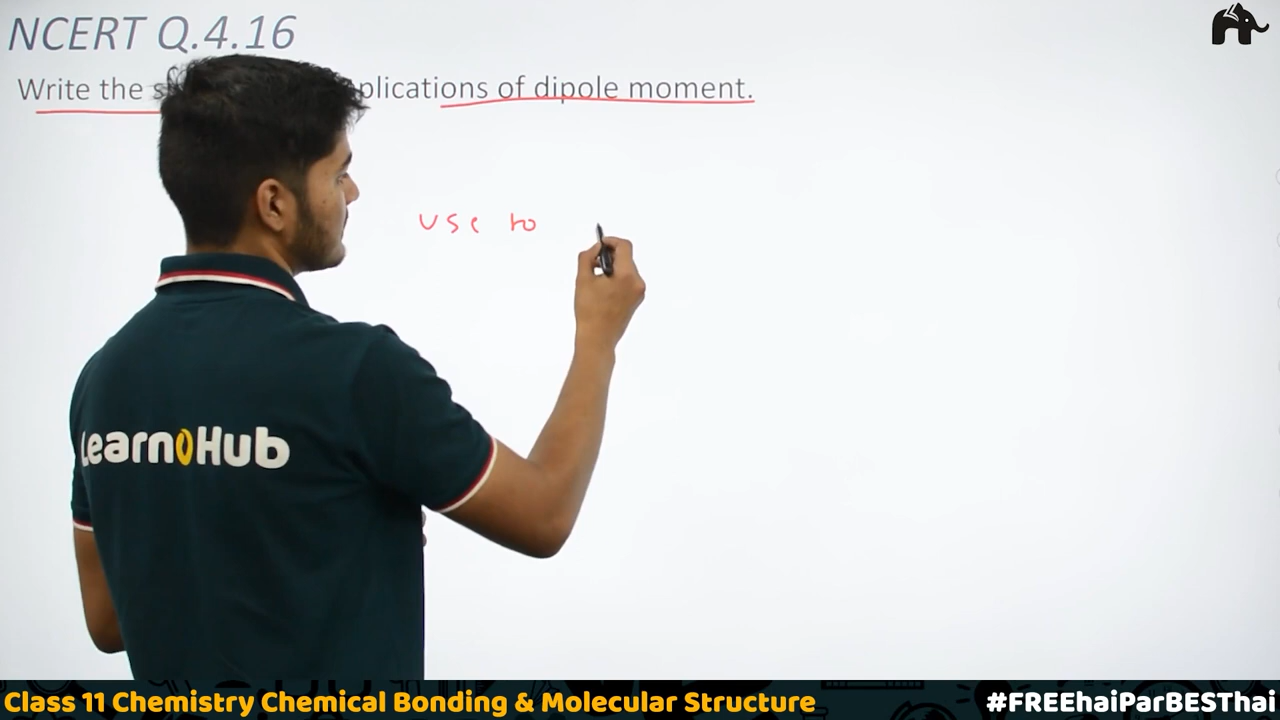 NCERT Q.4.16
Write the plications of dipole moment.
use to
LearnoHub
Class 11 Chemistry Chemical Bonding & Molecular Structure
#FREEhaiParBESThai